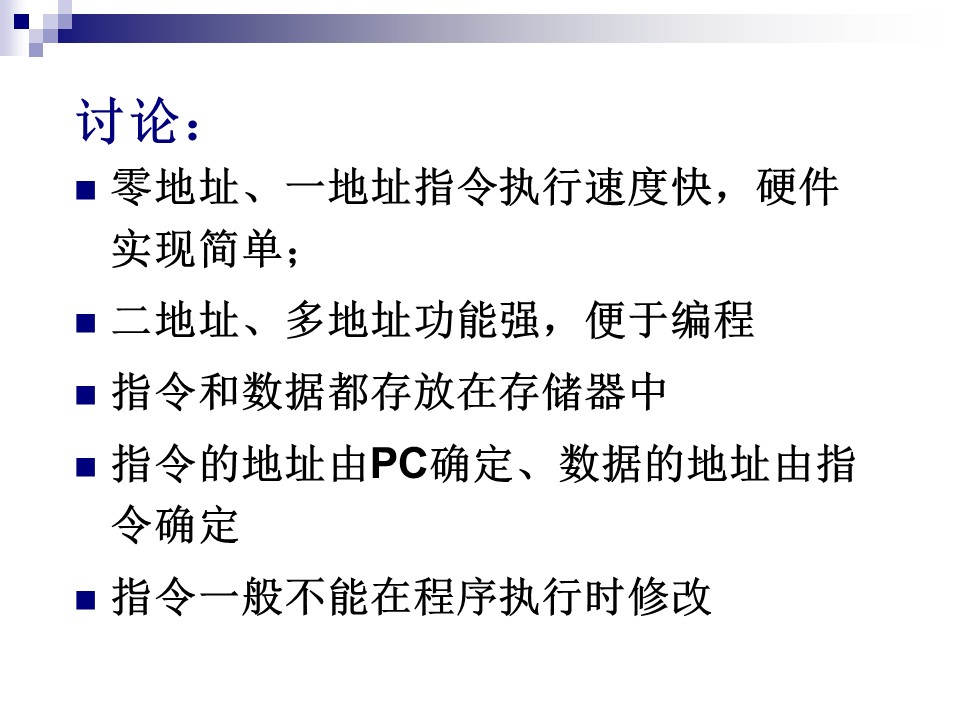 讨论：
零地址、一地址指令执行速度快，硬件
实现简单；
二地址、多地址功能强，便于编程
指令和数据都存放在存储器中
指令的地址由PC确定、数据的地址由指
令确定
指令一般不能在程序执行时修改